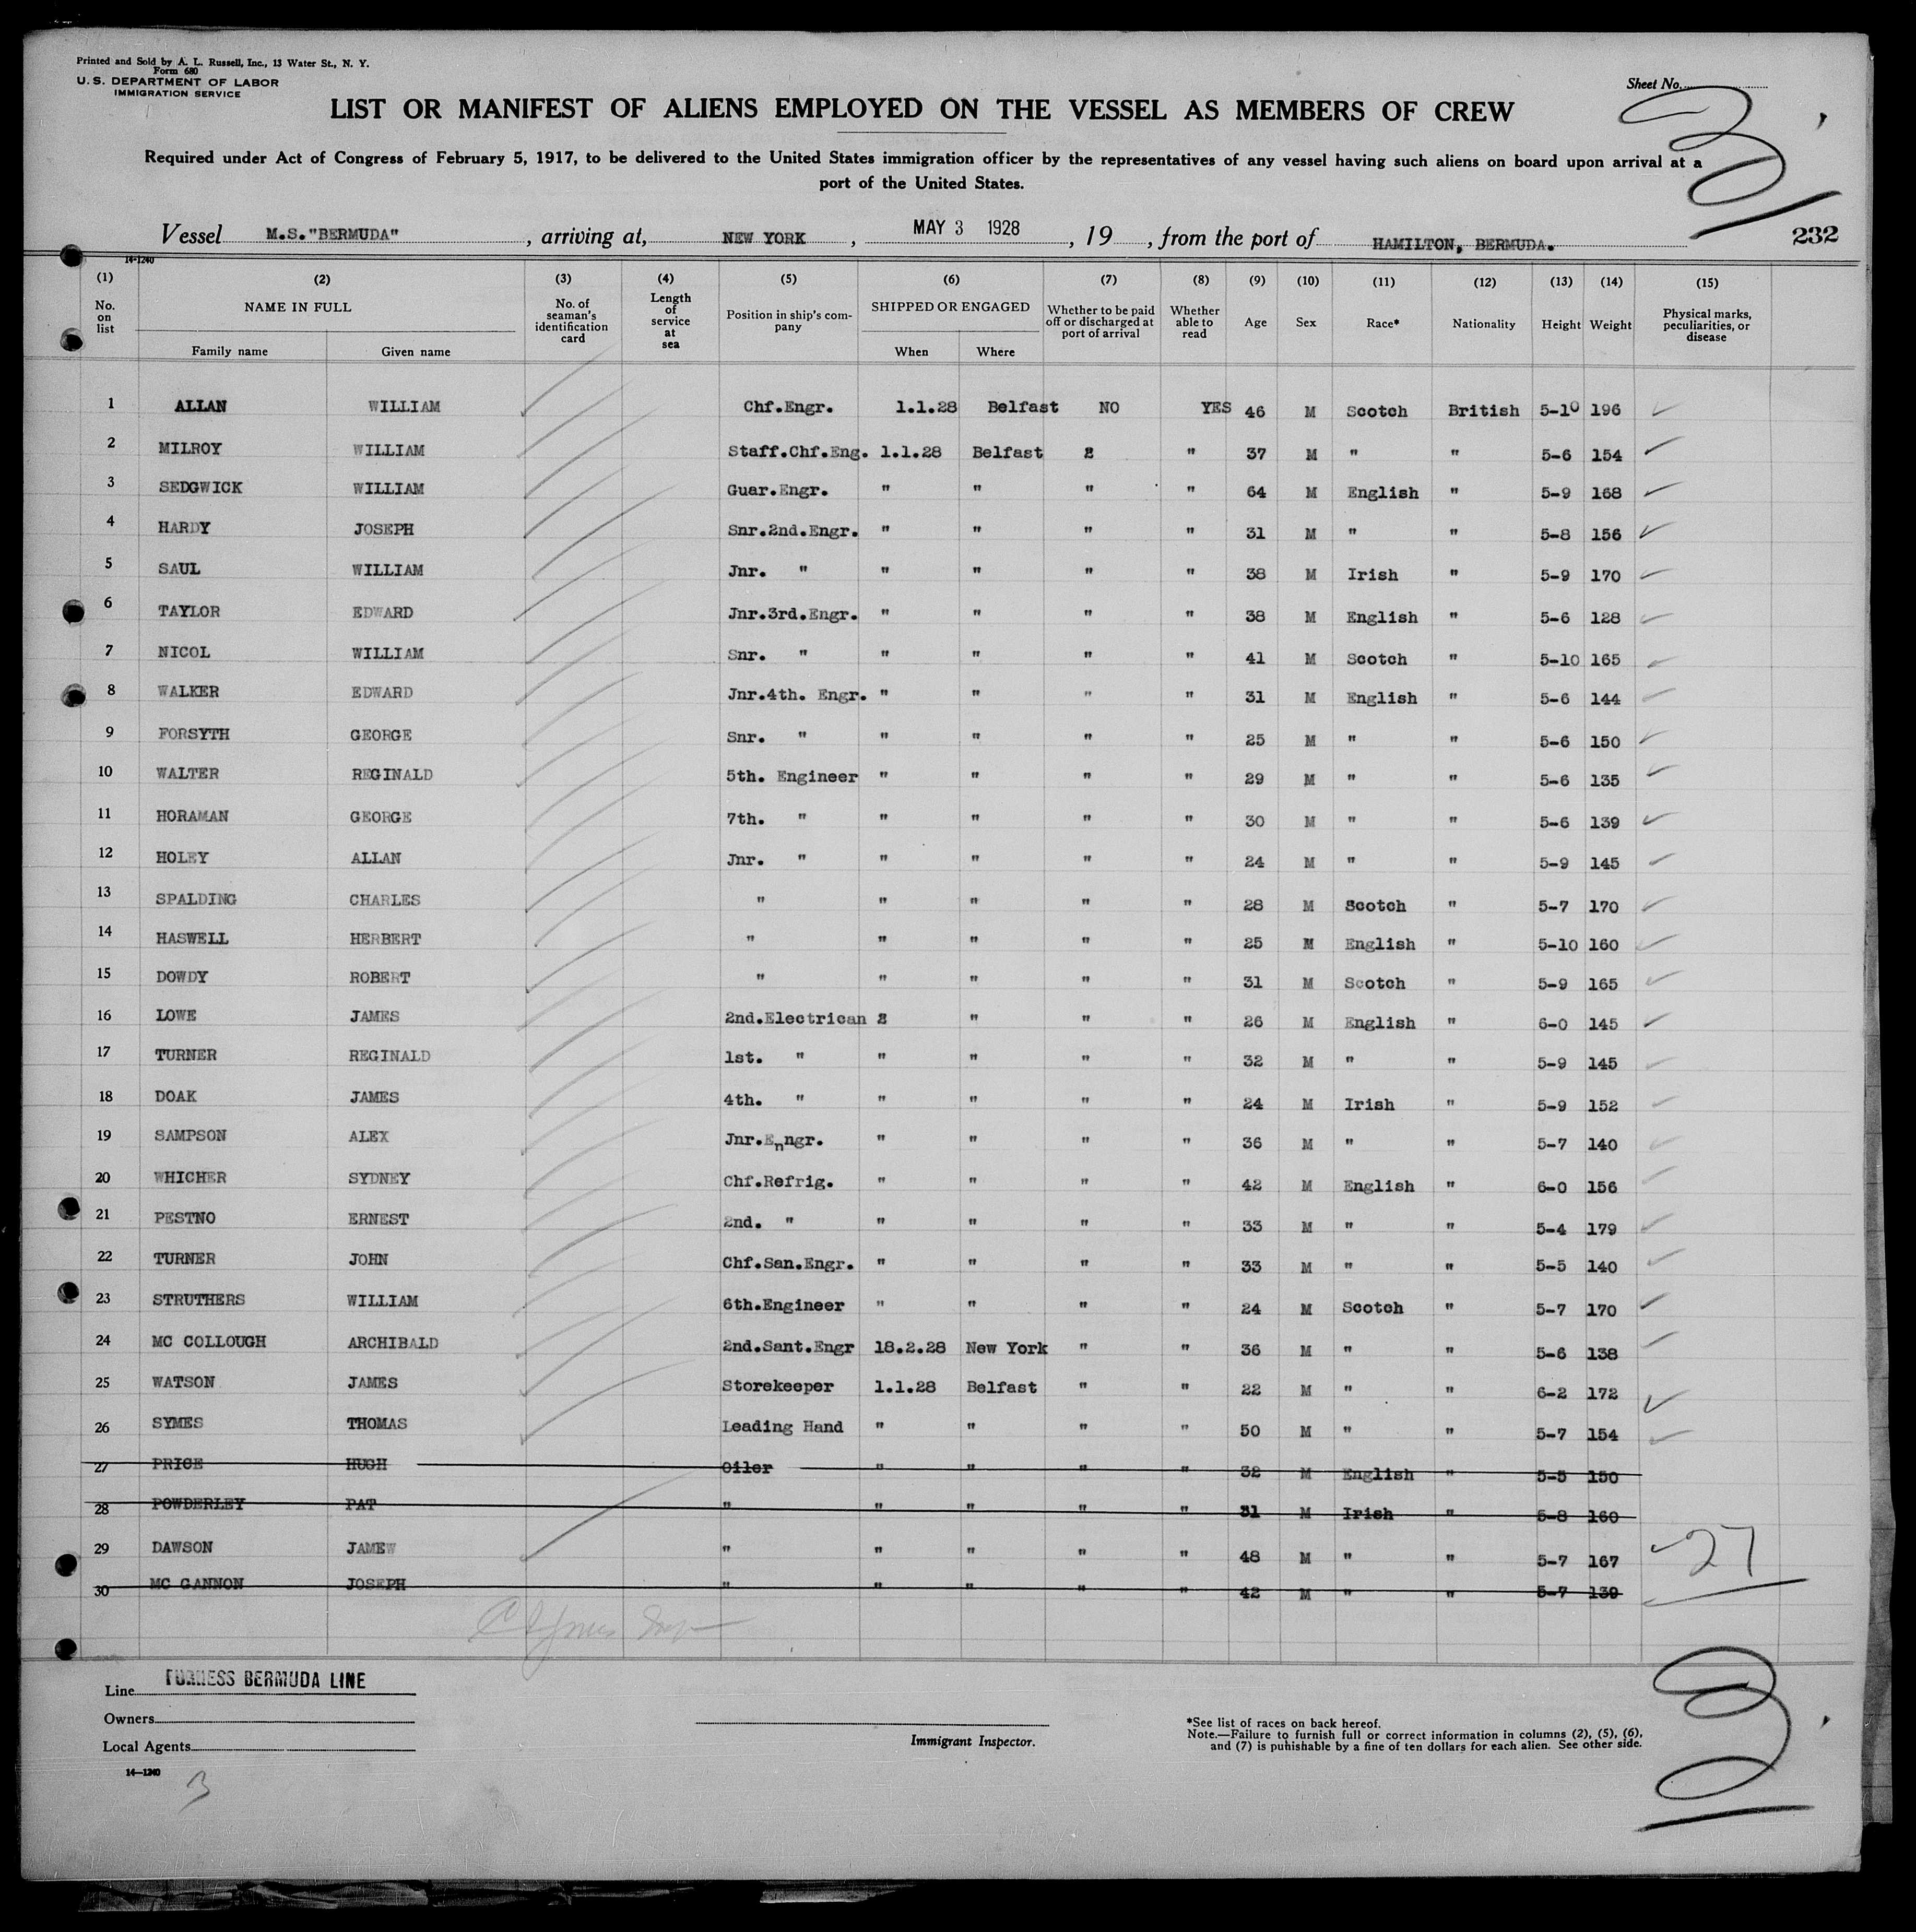 Printed and Sold by A. L. Russell, Inc., 13 Water St., N. Y.
Form 680
U. S. DEPARTMENT OF LABOR
IMMIGRATION SERVICE
Sheet No.
LIST OR MANIFEST OF ALIENS EMPLOYED ON THE VESSEL AS MEMBERS OF CREW
Required under Act of Congress of February 5, 1917, to be delivered to the United States immigration officer by the representatives of any vessel having such aliens on board upon arrival at a
port of the United States.
Vessel M.S."BERMUDA", arriving at, NEW YORK, MAY 3 1928, 19 , from the port of HAMILTON, BERMUDA.
232
14-1240
(1) (2) (3) (4) (5) (6) (7) (8) (9) (10) (11) (12) (13) (14) (15)
No. on list NAME IN FULL Family name Given name No. of seaman's identification card Length of service at sea Position in ship's company SHIPPED OR ENGAGED When Where Whether to be paid off or discharged at port of arrival Whether able to read Age Sex Race* Nationality Height Weight Physical marks, peculiarities, or disease
1 ALLAN WILLIAM Chf.Engr. 1.1.28 Belfast NO YES 46 M Scotch British 5-10 196
2 MILROY WILLIAM Staff.Chf.Eng. 1.1.28 Belfast " " 37 M " " 5-6 154
3 SEDGWICK WILLIAM Guar.Engr. " " " " 64 M English " 5-9 168
4 HARDY JOSEPH Snr.2nd.Engr. " " " " 31 M " " 5-8 156
5 SAUL WILLIAM Jnr. " " " " " 38 M Irish " 5-9 170
6 TAYLOR EDWARD Jnr.3rd.Engr. " " " " 38 M English " 5-6 128
7 NICOL WILLIAM Snr. " " " " " 41 M Scotch " 5-10 165
8 WALKER EDWARD Jnr.4th. Engr. " " " " 31 M English " 5-6 144
9 FORSYTH GEORGE Snr. " " " " " 25 M " " 5-6 150
10 WALTER REGINALD 5th. Engineer " " " " 29 M " " 5-6 135
11 HORAMAN GEORGE 7th. " " " " " 30 M " " 5-6 139
12 HOLEY ALLAN Jnr. " " " " " 24 M " " 5-9 145
13 SPALDING CHARLES " " " " " 28 M Scotch " 5-7 170
14 HASWELL HERBERT " " " " " 25 M English " 5-10 160
15 DOWDY ROBERT " " " " " 31 M Scotch " 5-9 165
16 LOWE JAMES 2nd.Electrican " " " " 26 M English " 6-0 145
17 TURNER REGINALD 1st. " " " " " 32 M " " 5-9 145
18 DOAK JAMES 4th. " " " " " 24 M Irish " 5-9 152
19 SAMPSON ALEX Jnr.Enngr. " " " " 36 M " " 5-7 140
20 WHICHER SYDNEY Chf.Refrig. " " " " 42 M English " 6-0 156
21 PESTNO ERNEST 2nd. " " " " " 33 M " " 5-4 179
22 TURNER JOHN Chf.San.Engr. " " " " 33 M " " 5-5 140
23 STRUTHERS WILLIAM 6th.Engineer " " " " 24 M Scotch " 5-7 170
24 MC COLLOUGH ARCHIBALD 2nd.Sant.Engr 18.2.28 New York " " 36 M " " 5-6 138
25 WATSON JAMES Storekeeper 1.1.28 Belfast " " 22 M " " 6-2 172
26 SYMES THOMAS Leading Hand " " " " 50 M " " 5-7 154
27 PRICE HUGH Oiler " " " " 32 M English " 5-5 150
28 POWDERLEY PAT " " " " " 31 M Irish " 5-8 160
29 DAWSON JAMEW " " " " " 48 M " " 5-7 167
27
30 MC GANNON JOSEPH " " " " " 42 M " " 5-7 139
Line FURNESS BERMUDA LINE
Owners
Local Agents
14-1240
3
Immigrant Inspector.
*See list of races on back hereof.
Note.—Failure to furnish full or correct information in columns (2), (5), (6),
and (7) is punishable by a fine of ten dollars for each alien. See other side.